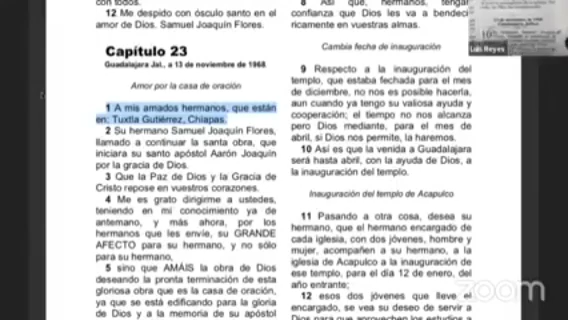 con todos.
12 Me despido con ósculo santo en el
amor de Dios. Samuel Joaquín Flores.
Capítulo 23
Guadalajara Jal., a 13 de noviembre de 1968
Amor por la casa de oración
1 A mis amados hermanos, que están
en: Tuxtla Gutiérrez, Chiapas.
2 Su hermano Samuel Joaquín Flores,
llamado a continuar la santa obra, que
iniciara su santo apóstol Aarón Joaquín
por la gracia de Dios.
3 Que la Paz de Dios y la Gracia de
Cristo repose en vuestros corazones.
4 Me es grato dirigirme a ustedes,
teniendo en mi conocimiento ya de
antemano, y más ahora, por los
hermanos que les envíe, su GRANDE
AFECTO para su hermano, y no sólo
para su hermano,
5 sino que AMÁIS la obra de Dios
deseando la pronta terminación de esta
gloriosa obra que es la casa de oración,
ya que se está edificando para la gloria
de Dios y a la memoria de su apóstol
8 Así que, hermanos, tengan
confianza que Dios les va a bendeci
ricamente en vuestras almas.
Cambia fecha de inauguración
9 Respecto a la inauguración del
templo, que estaba fechada para el mes
de diciembre, no nos es posible hacerla,
aun cuando ya tengo su valiosa ayuda y
cooperación; el tiempo no nos alcanza
pero Dios mediante, para el mes de
abril, si Dios nos permite, la haremos.
10 Así es que la venida a Guadalajara
será hasta abril, con la ayuda de Dios, a
la inauguración del templo.
Inauguración del templo de Acapulco
11 Pasando a otra cosa, desea su
hermano, que el hermano encargado de
cada iglesia, con dos jóvenes, hombre y
mujer, acompañen a su hermano, a la
iglesia de Acapulco a la inauguración de
ese templo, para el día 12 de enero, del
año entrante;
12 esos dos jóvenes que lleve el
encargado, se vea su deseo de servir a
Dios para que aprovechen los estudios a
Luis Reyes
zoom